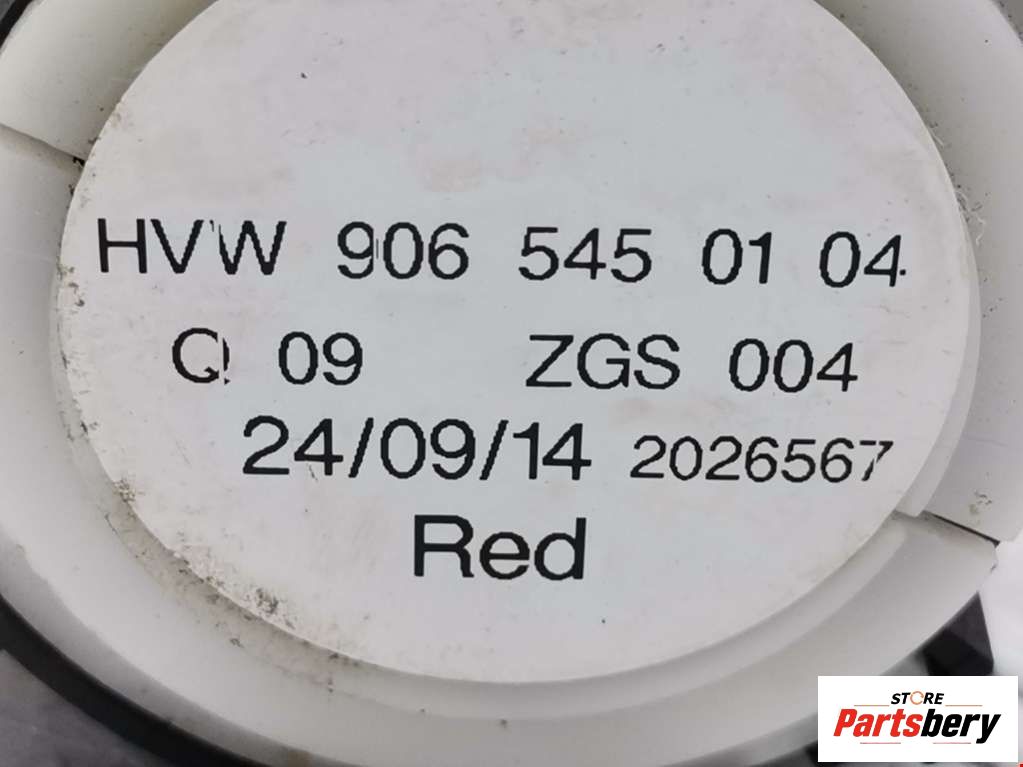 HVW 906 545 01 04
Q 09 ZGS 004
24/09/14 2026567
Red
STORE
Partsbery